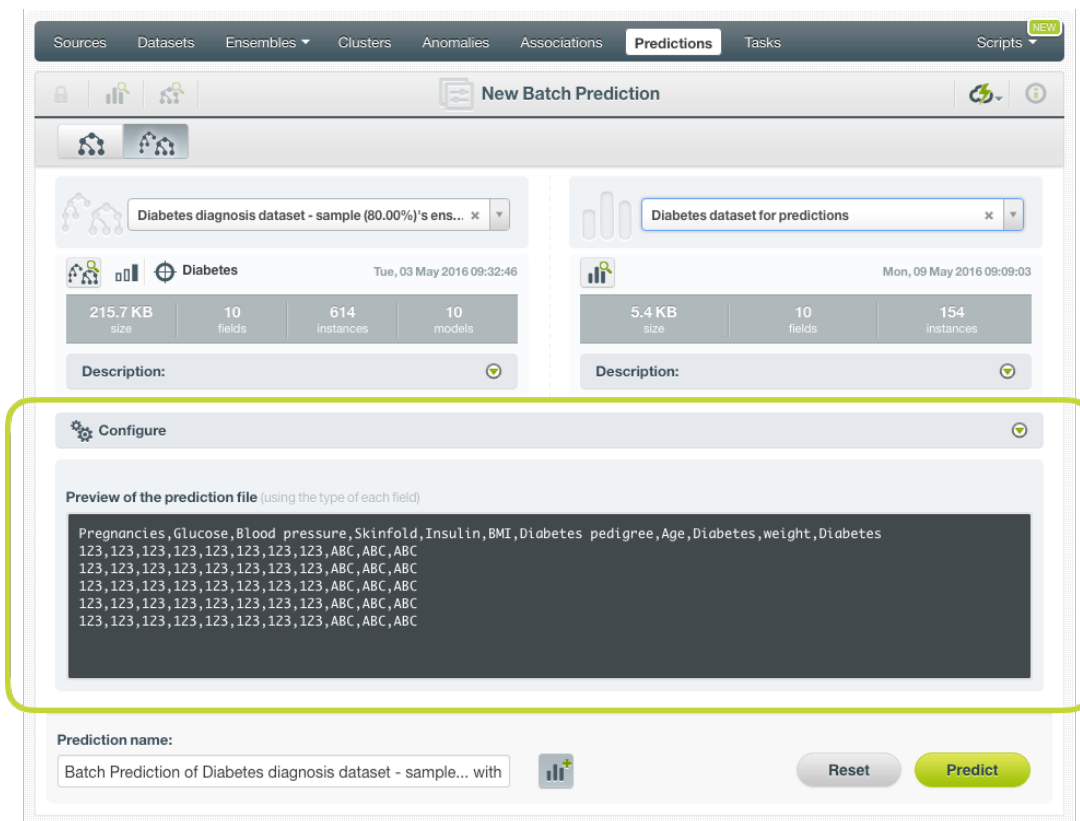 Sources Datasets Ensembles Clusters Anomalies Associations Predictions Tasks Scripts NEW
New Batch Prediction
Diabetes diagnosis dataset - sample (80.00%)'s ens...
Diabetes dataset for predictions
Diabetes Tue, 03 May 2016 09:32:46
Mon, 09 May 2016 09:09:03
215.7 KB 10 614 10
size fields instances models
5.4 KB 10 154
size fields instances
Description:
Description:
Configure
Preview of the prediction file (using the type of each field)
Pregnancies,Glucose,Blood pressure,Skinfold,Insulin,BMI,Diabetes pedigree,Age,Diabetes,weight,Diabetes
123,123,123,123,123,123,123,123,ABC,ABC,ABC
123,123,123,123,123,123,123,123,ABC,ABC,ABC
123,123,123,123,123,123,123,123,ABC,ABC,ABC
123,123,123,123,123,123,123,123,ABC,ABC,ABC
123,123,123,123,123,123,123,123,ABC,ABC,ABC
Prediction name:
Batch Prediction of Diabetes diagnosis dataset - sample... with
Reset Predict